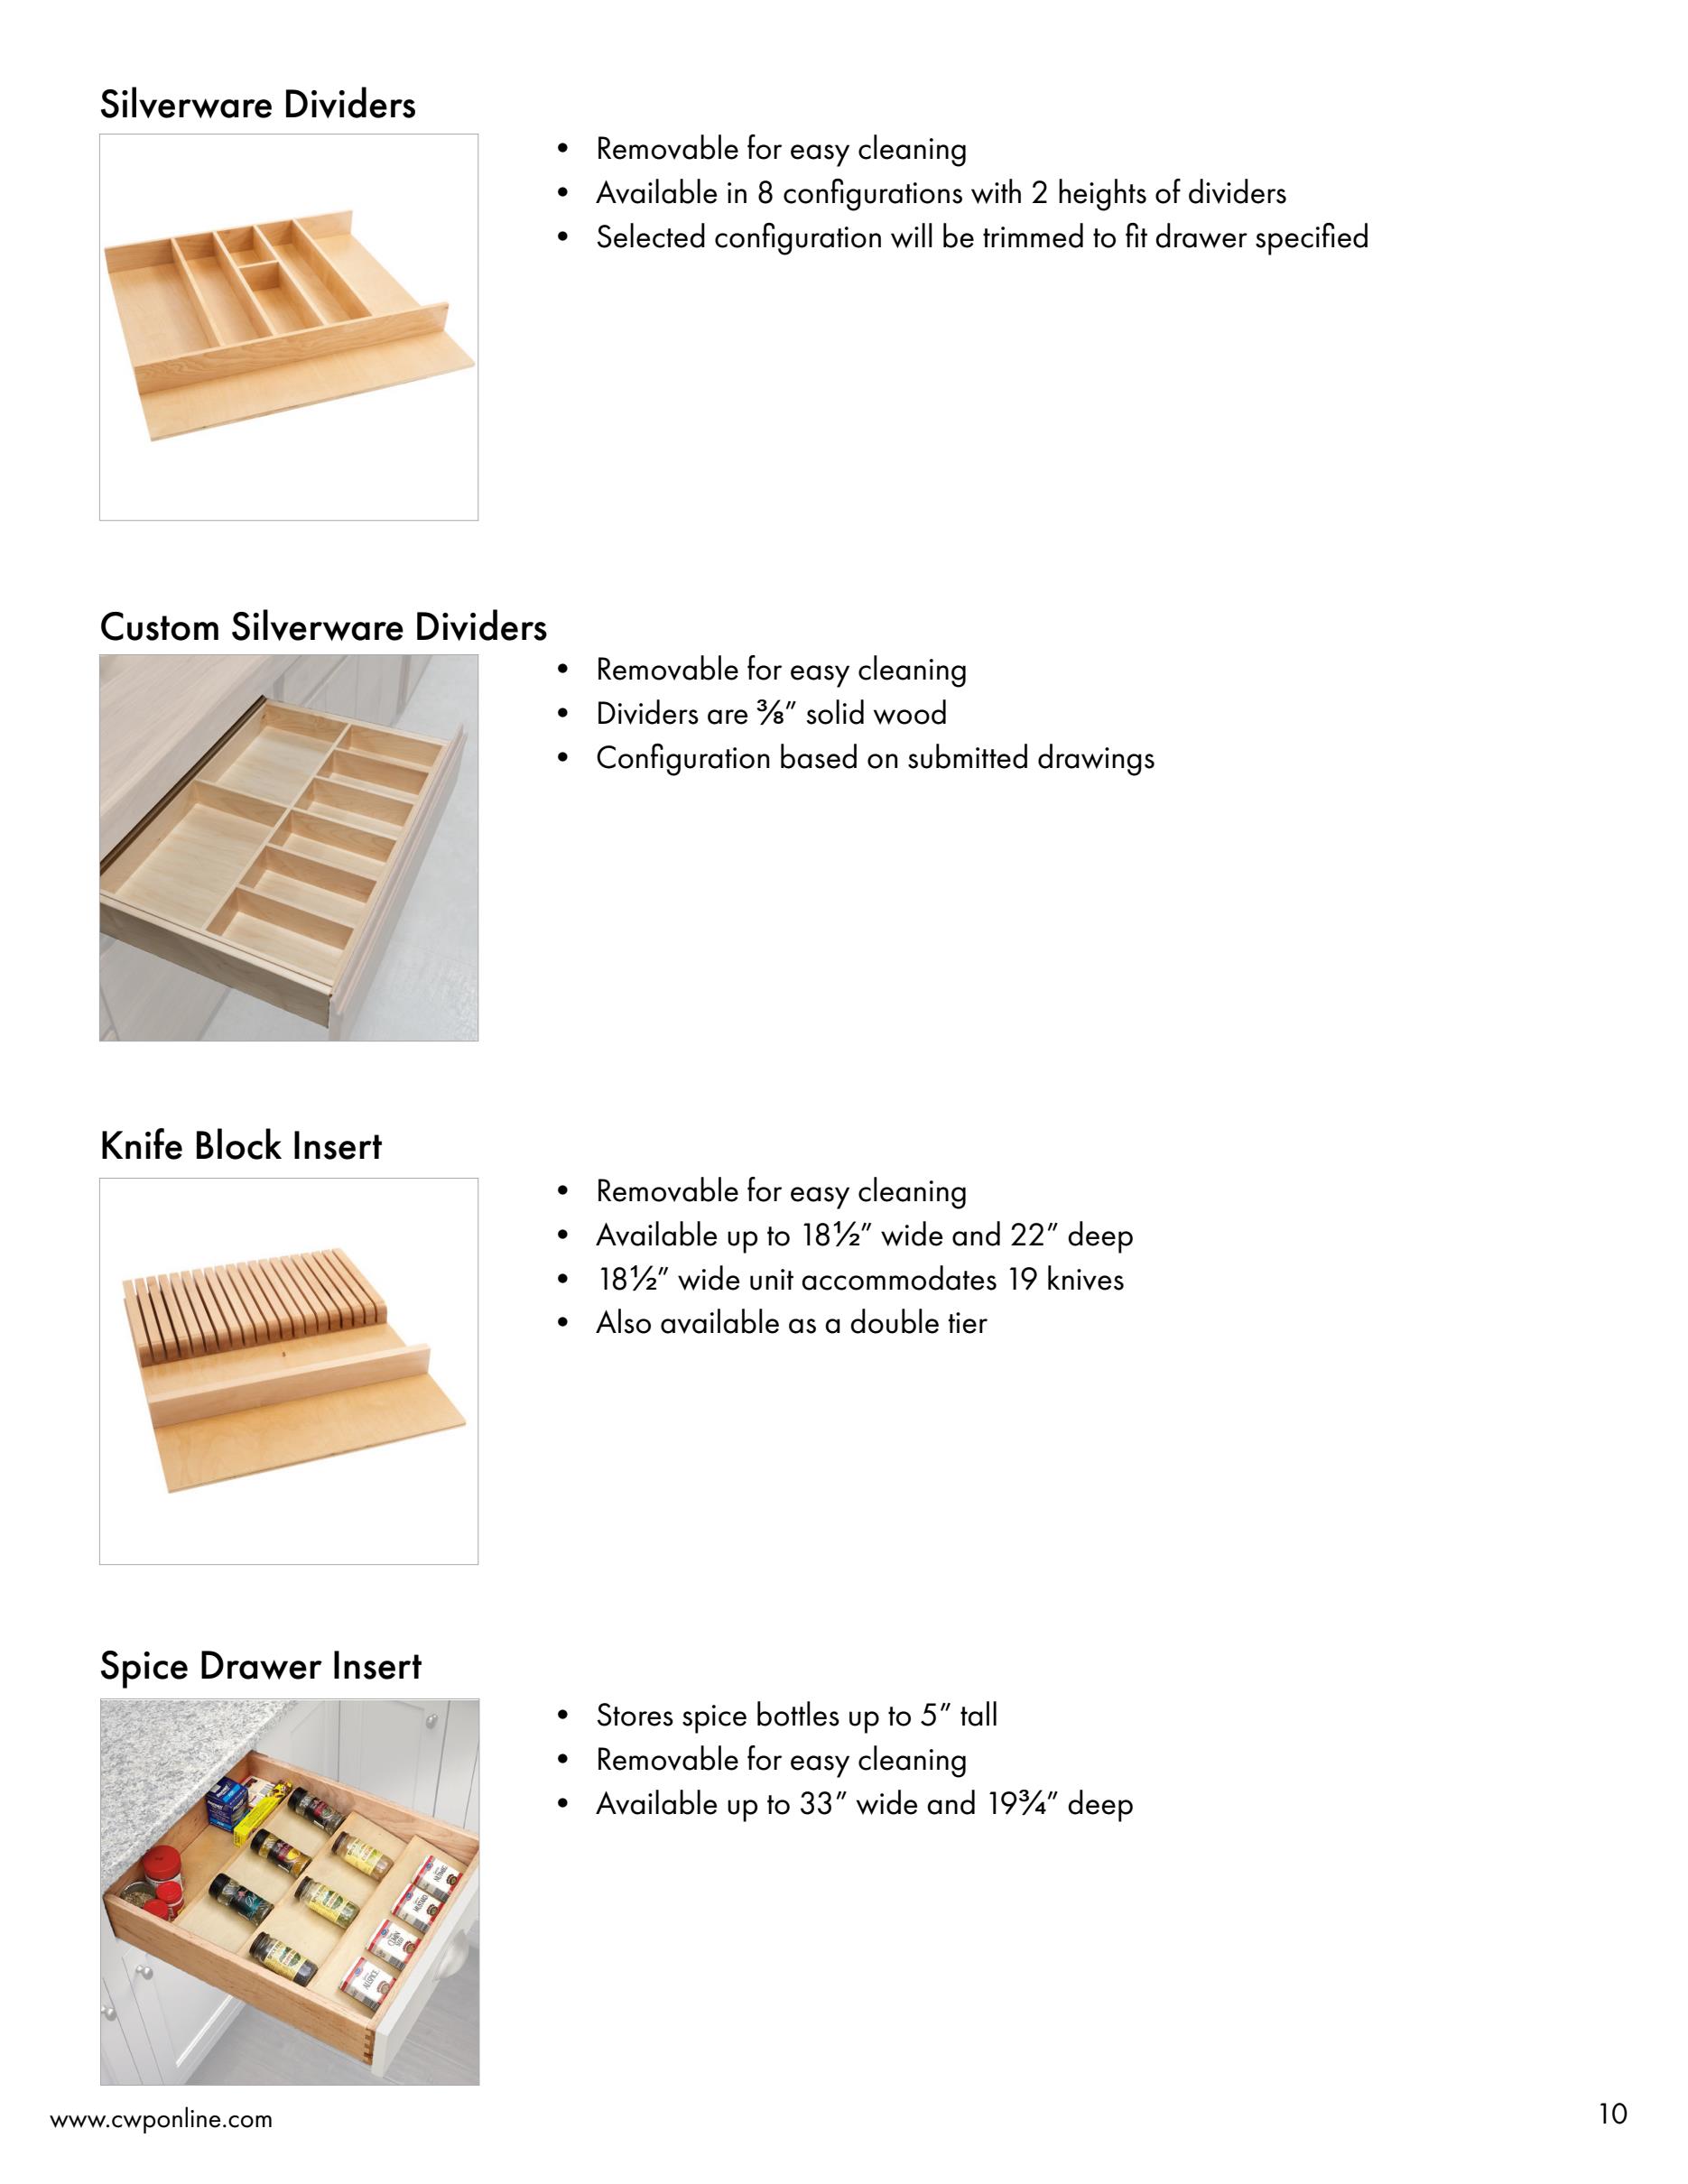 Silverware Dividers
• Removable for easy cleaning
• Available in 8 configurations with 2 heights of dividers
• Selected configuration will be trimmed to fit drawer specified
Custom Silverware Dividers
• Removable for easy cleaning
• Dividers are ⅜″ solid wood
• Configuration based on submitted drawings
Knife Block Insert
• Removable for easy cleaning
• Available up to 18½″ wide and 22″ deep
• 18½″ wide unit accommodates 19 knives
• Also available as a double tier
Spice Drawer Insert
• Stores spice bottles up to 5″ tall
• Removable for easy cleaning
• Available up to 33″ wide and 19¾″ deep
NUTMEG
MUSTARD
CUMIN
ALLSPICE
www.cwponline.com
10